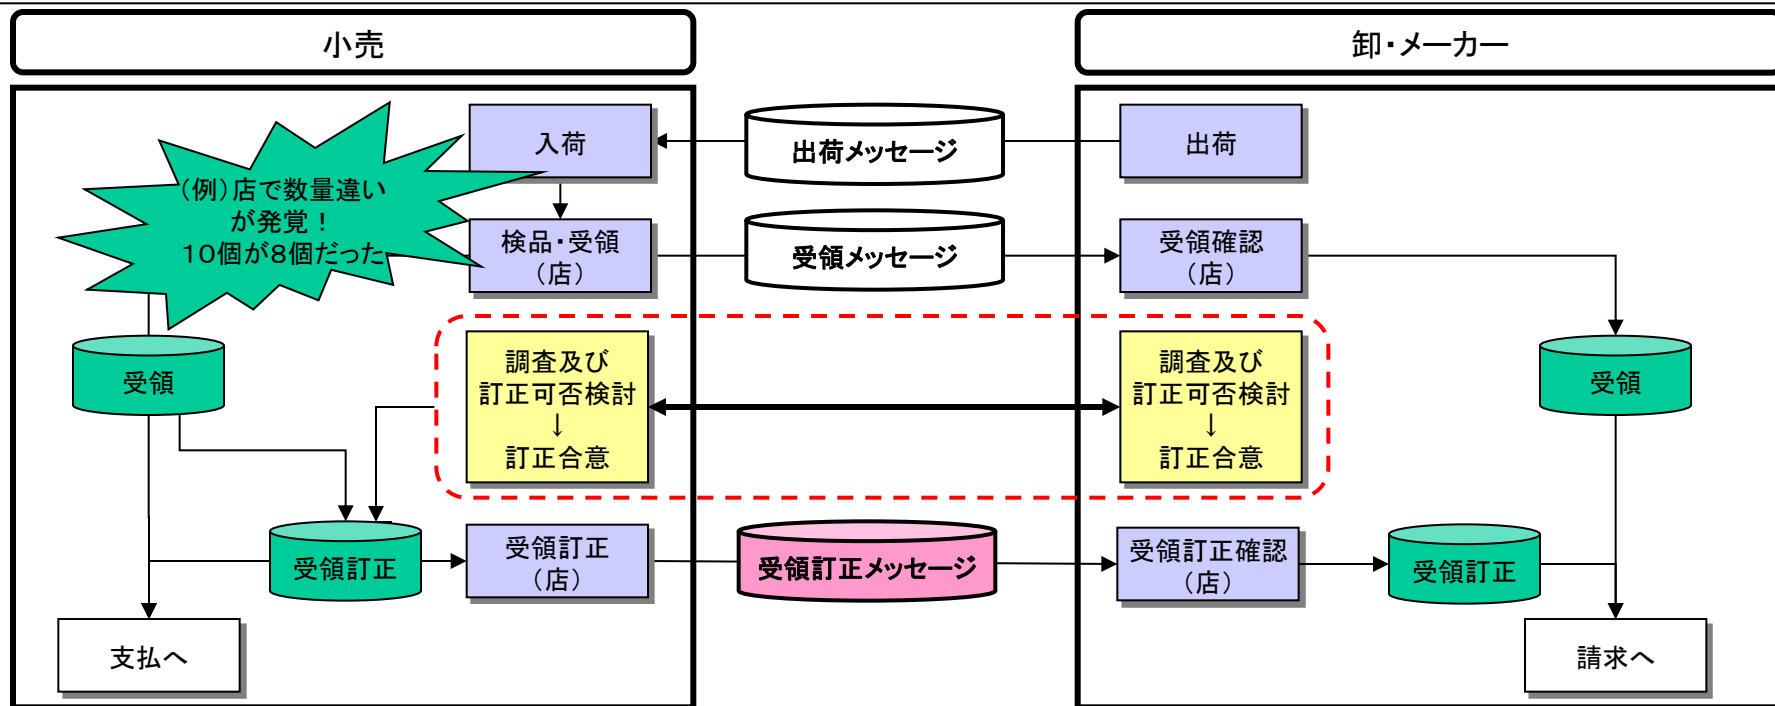 小売
卸・メーカー
入荷
出荷メッセージ
出荷
(例)店で数量違い
が発覚！
１０個が８個だった
検品・受領
（店）
受領メッセージ
受領確認
（店）
受領
調査及び
訂正可否検討
↓
訂正合意
調査及び
訂正可否検討
↓
訂正合意
受領
受領訂正
受領訂正
（店）
受領訂正メッセージ
受領訂正確認
（店）
受領訂正
支払へ
請求へ